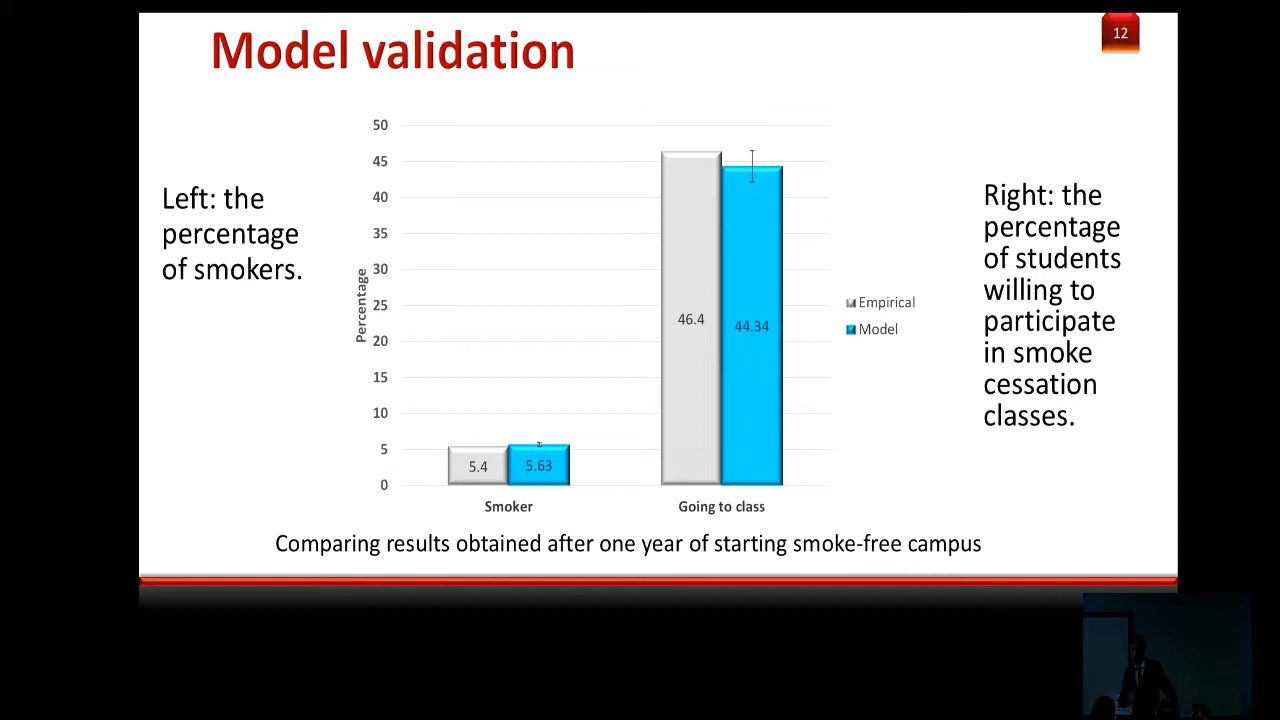 Model validation
12
Left: the
percentage
of smokers.
50
45
40
35
30
25
20
15
10
5
0
Percentage
46.4
44.34
5.4
5.63
Smoker
Going to class
Empirical
Model
Right: the
percentage
of students
willing to
participate
in smoke
cessation
classes.
Comparing results obtained after one year of starting smoke-free campus